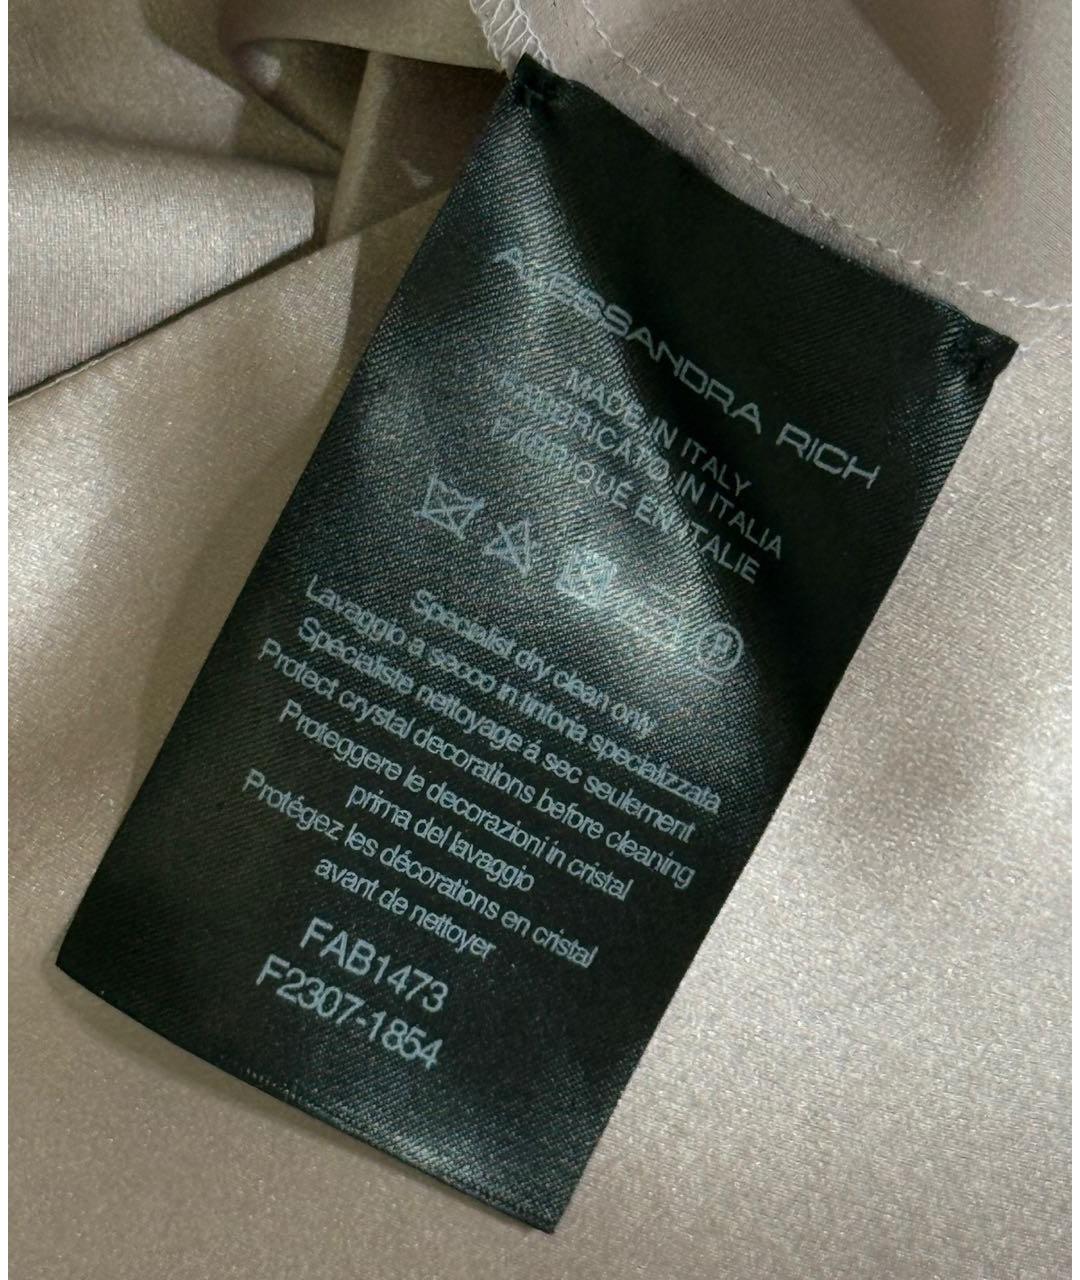 ALESSANDRA RICH
MADE IN ITALY
FABBRICATO IN ITALIA
FABRIQUÉ EN ITALIE
P
Specialist dry clean only
Lavaggio a secco in tintoria specializzata
Spécialiste nettoyage á sec seulement
Protect crystal decorations before cleaning
Proteggere le decorazioni in cristal
prima del lavaggio
Protégez les décorations en cristal
avant de nettoyer
FAB1473
F2307-1854